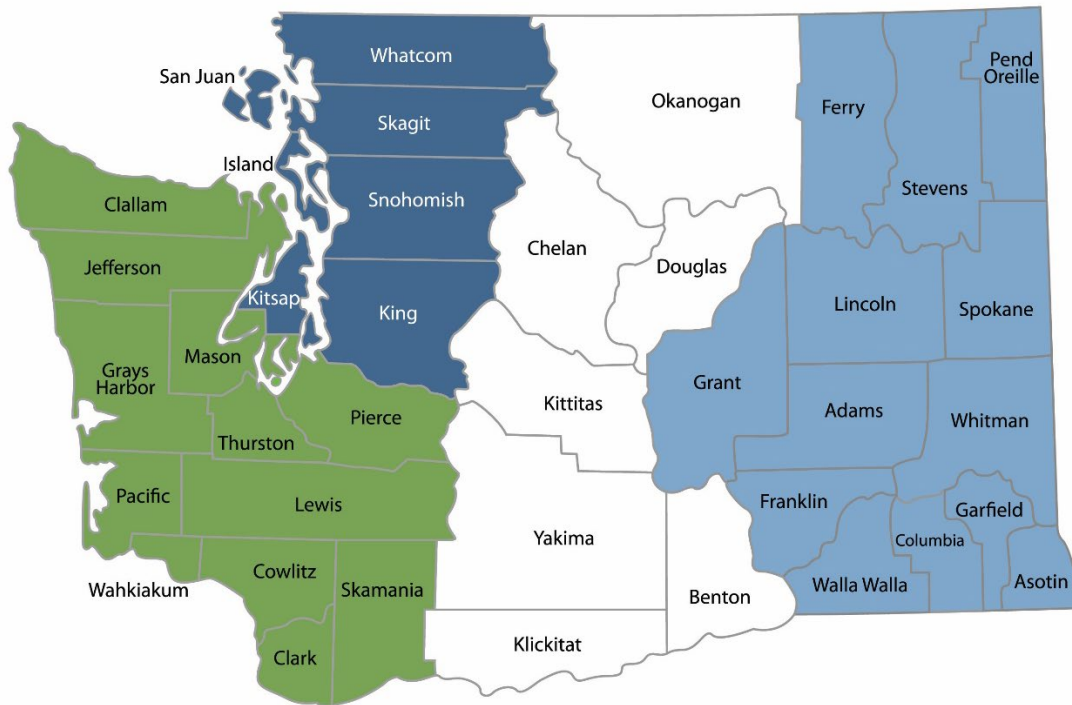 Whatcom
San Juan
Pend
Oreille
Okanogan
Ferry
Skagit
Island
Stevens
Clallam
Snohomish
Chelan
Jefferson
Douglas
Kitsap
Lincoln
Spokane
King
Mason
Grays
Harbor
Grant
Kittitas
Adams
Whitman
Pierce
Thurston
Pacific
Lewis
Franklin
Garfield
Yakima
Columbia
Wahkiakum
Cowlitz
Skamania
Walla Walla
Asotin
Benton
Klickitat
Clark